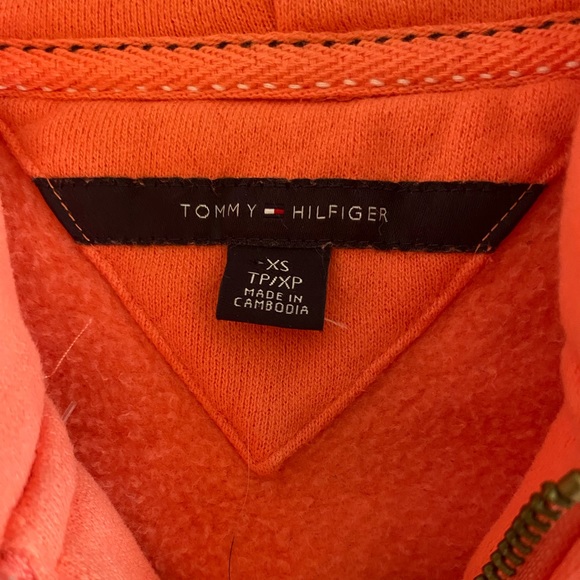 TOMMY HILFIGER
XS
TP/XP
MADE IN
CAMBODIA